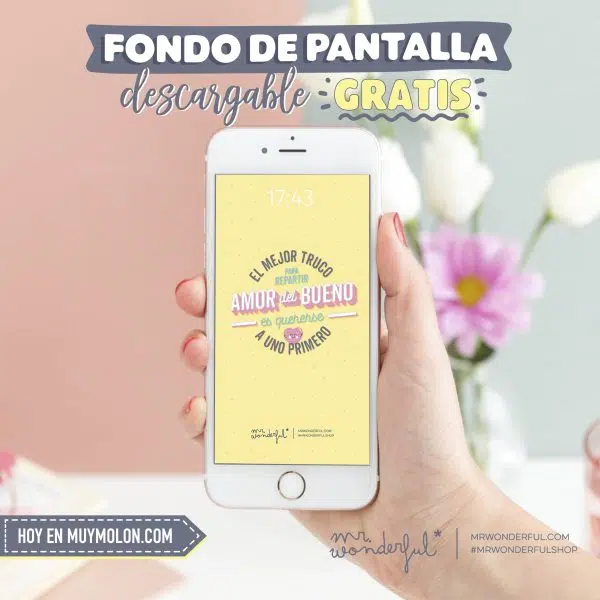 FONDO DE PANTALLA
descargable GRATIS
17:43
EL MEJOR TRUCO
PARA
REPARTIR
AMOR del BUENO
es quererse
A UNO PRIMERO
mr. wonderful*
MRWONDERFUL.COM
#MRWONDERFULSHOP
HOY EN MUYMOLON.COM
mr. wonderful*
MRWONDERFUL.COM
#MRWONDERFULSHOP